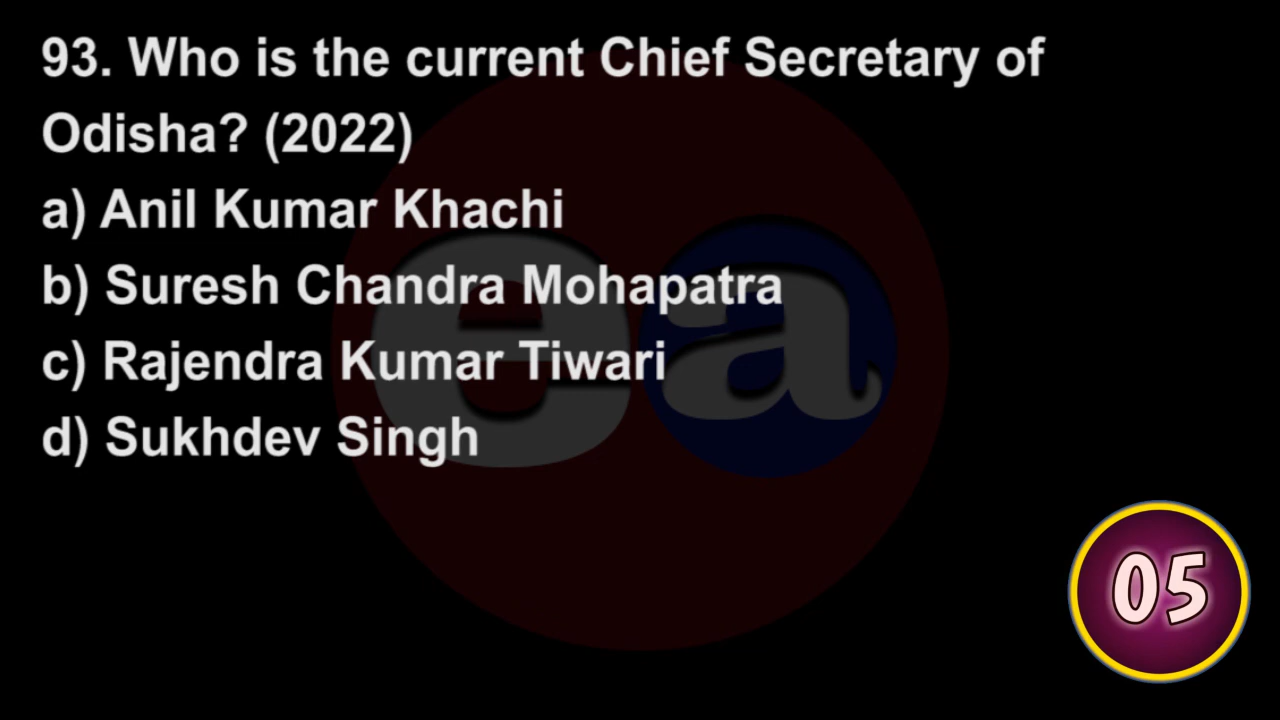 93. Who is the current Chief Secretary of
Odisha? (2022)
a) Anil Kumar Khachi
b) Suresh Chandra Mohapatra
c) Rajendra Kumar Tiwari
d) Sukhdev Singh
ea
05